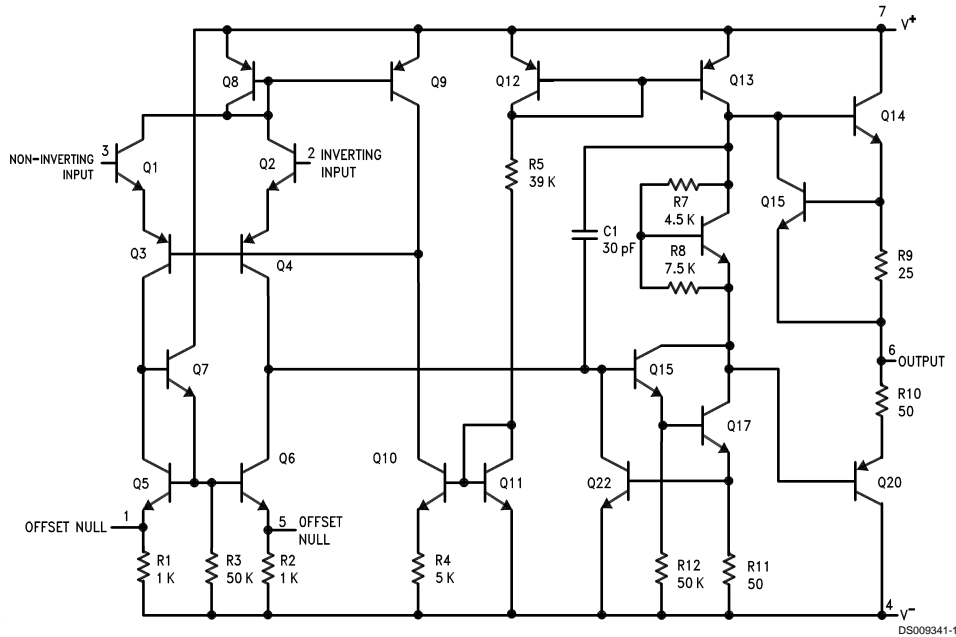 7
V+
Q8
Q9
Q12
Q13
Q14
3
NON-INVERTING
INPUT
Q1
Q2
2 INVERTING
INPUT
R5
39 K
Q15
R7
4.5 K
C1
30 pF
R8
7.5 K
R9
25
Q3
Q4
6
OUTPUT
Q7
Q15
R10
50
Q17
Q5
Q6
Q10
Q11
Q22
Q20
1
OFFSET NULL
5 OFFSET
NULL
R1
1 K
R3
50 K
R2
1 K
R4
5 K
R12
50 K
R11
50
4
V−
DS009341-1